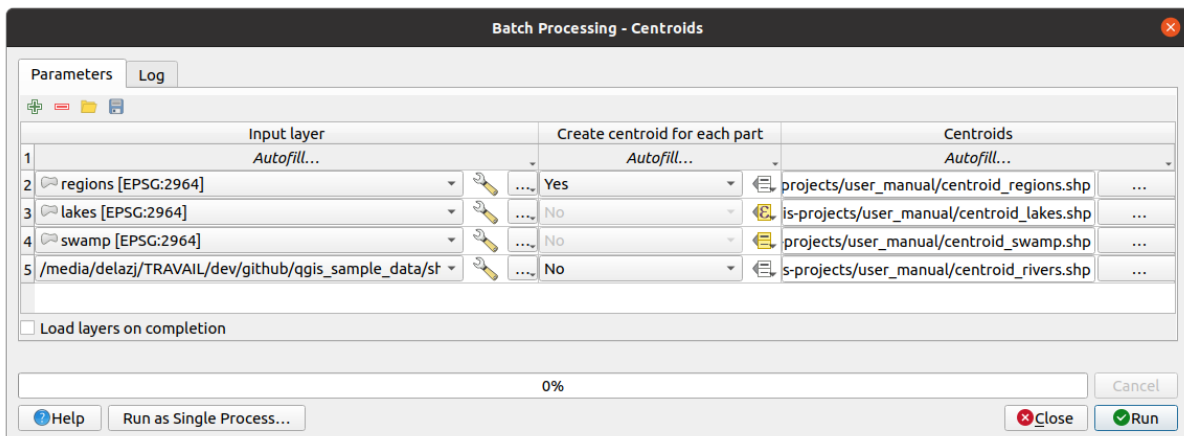 Batch Processing - Centroids
Parameters Log
Input layer Create centroid for each part Centroids
1 Autofill... Autofill... Autofill...
2 regions [EPSG:2964] ... Yes projects/user_manual/centroid_regions.shp ...
3 lakes [EPSG:2964] ... No ε is-projects/user_manual/centroid_lakes.shp ...
4 swamp [EPSG:2964] ... No projects/user_manual/centroid_swamp.shp ...
5 /media/delazj/TRAVAIL/dev/github/qgis_sample_data/sh ... No s-projects/user_manual/centroid_rivers.shp ...
Load layers on completion
0% Cancel
Help Run as Single Process... Close Run